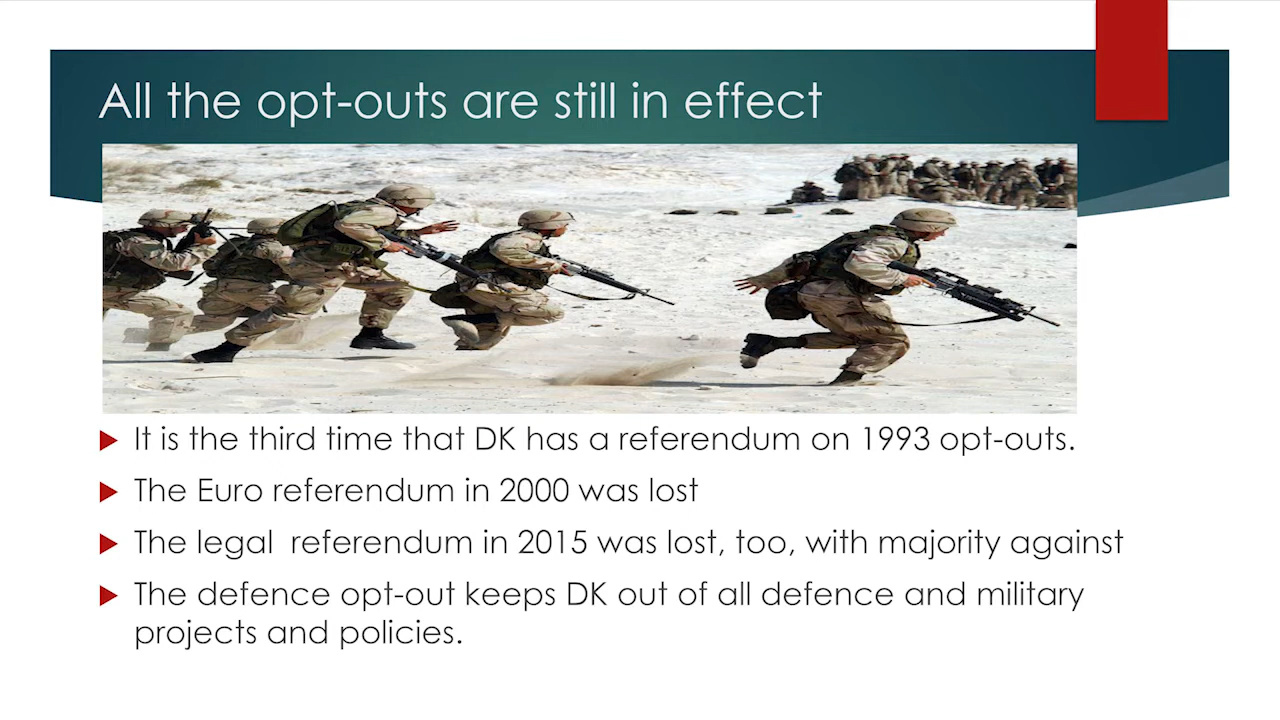 All the opt-outs are still in effect
It is the third time that DK has a referendum on 1993 opt-outs.
The Euro referendum in 2000 was lost
The legal  referendum in 2015 was lost, too, with majority against
The defence opt-out keeps DK out of all defence and military
projects and policies.